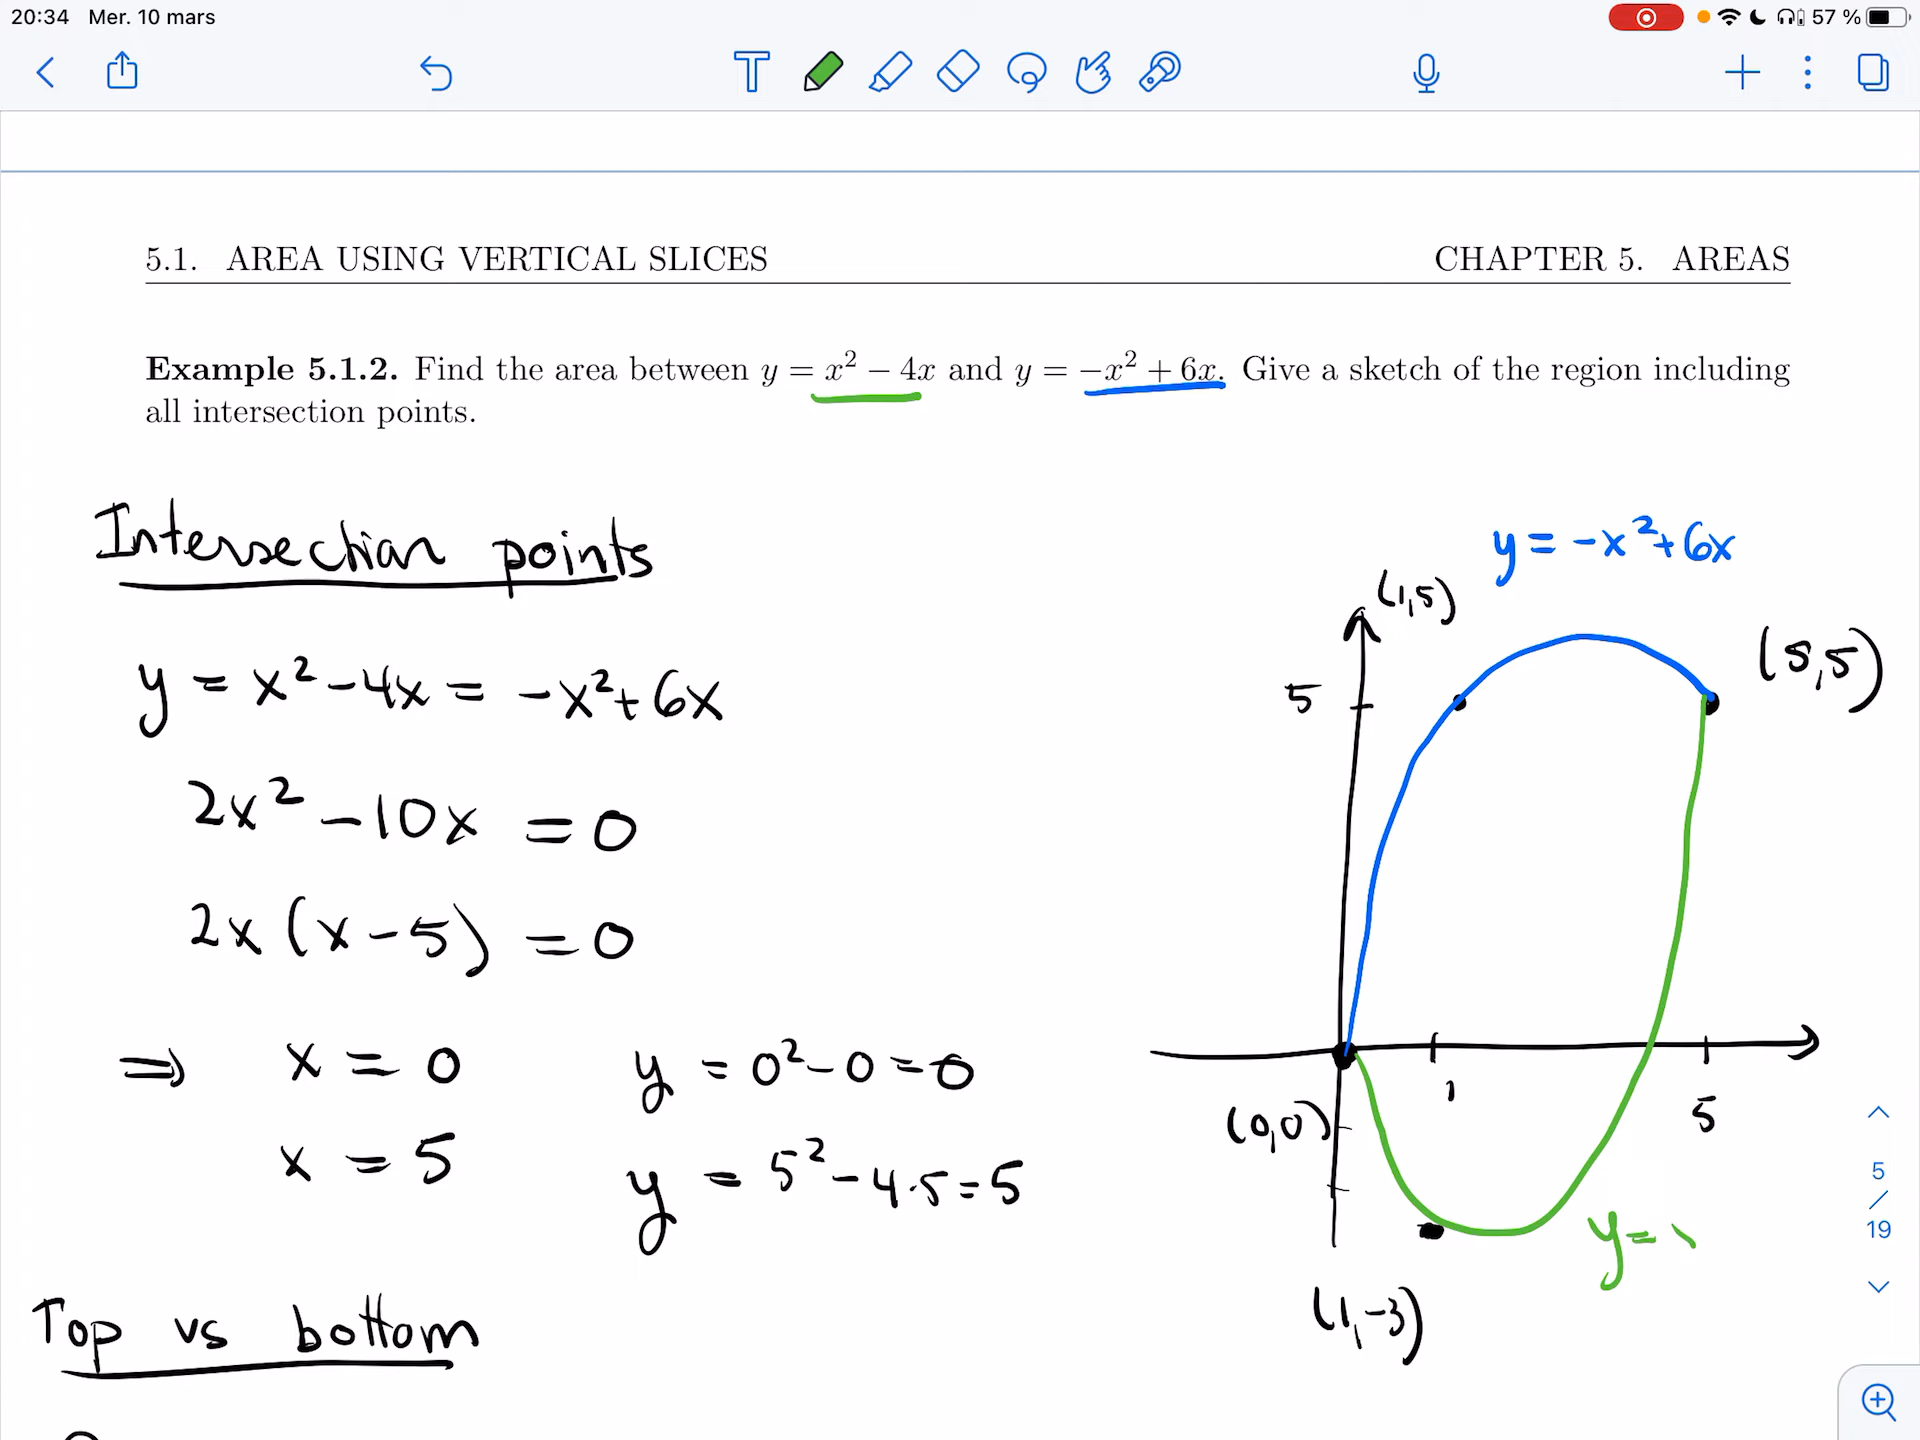 20:34 Mer. 10 mars 57 %
5.1. AREA USING VERTICAL SLICES CHAPTER 5. AREAS
Example 5.1.2. Find the area between y = x² − 4x and y = −x² + 6x. Give a sketch of the region including
all intersection points.
Intersection points
y = x² − 4x = −x² + 6x
2x² − 10x = 0
2x (x − 5) = 0
⇒ x = 0 y = 0² − 0 = 0
x = 5 y = 5² − 4·5 = 5
Top vs bottom
y = −x² + 6x
(1,5)
(5,5)
5
1
5
(0,0)
y =
(1,−3)
5
/
19